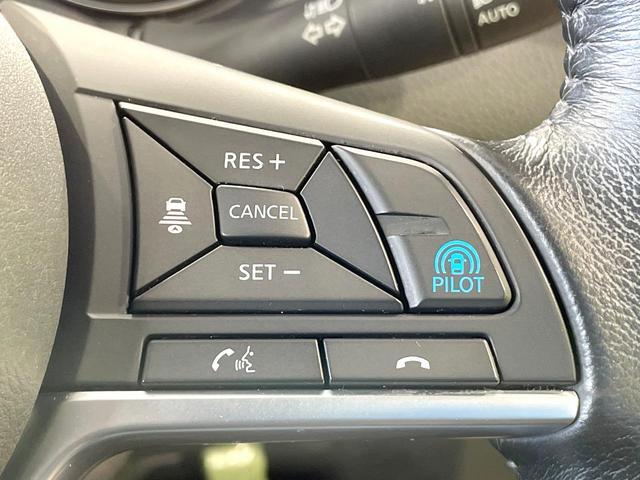 AUTO
RES +
CANCEL
SET −
PILOT